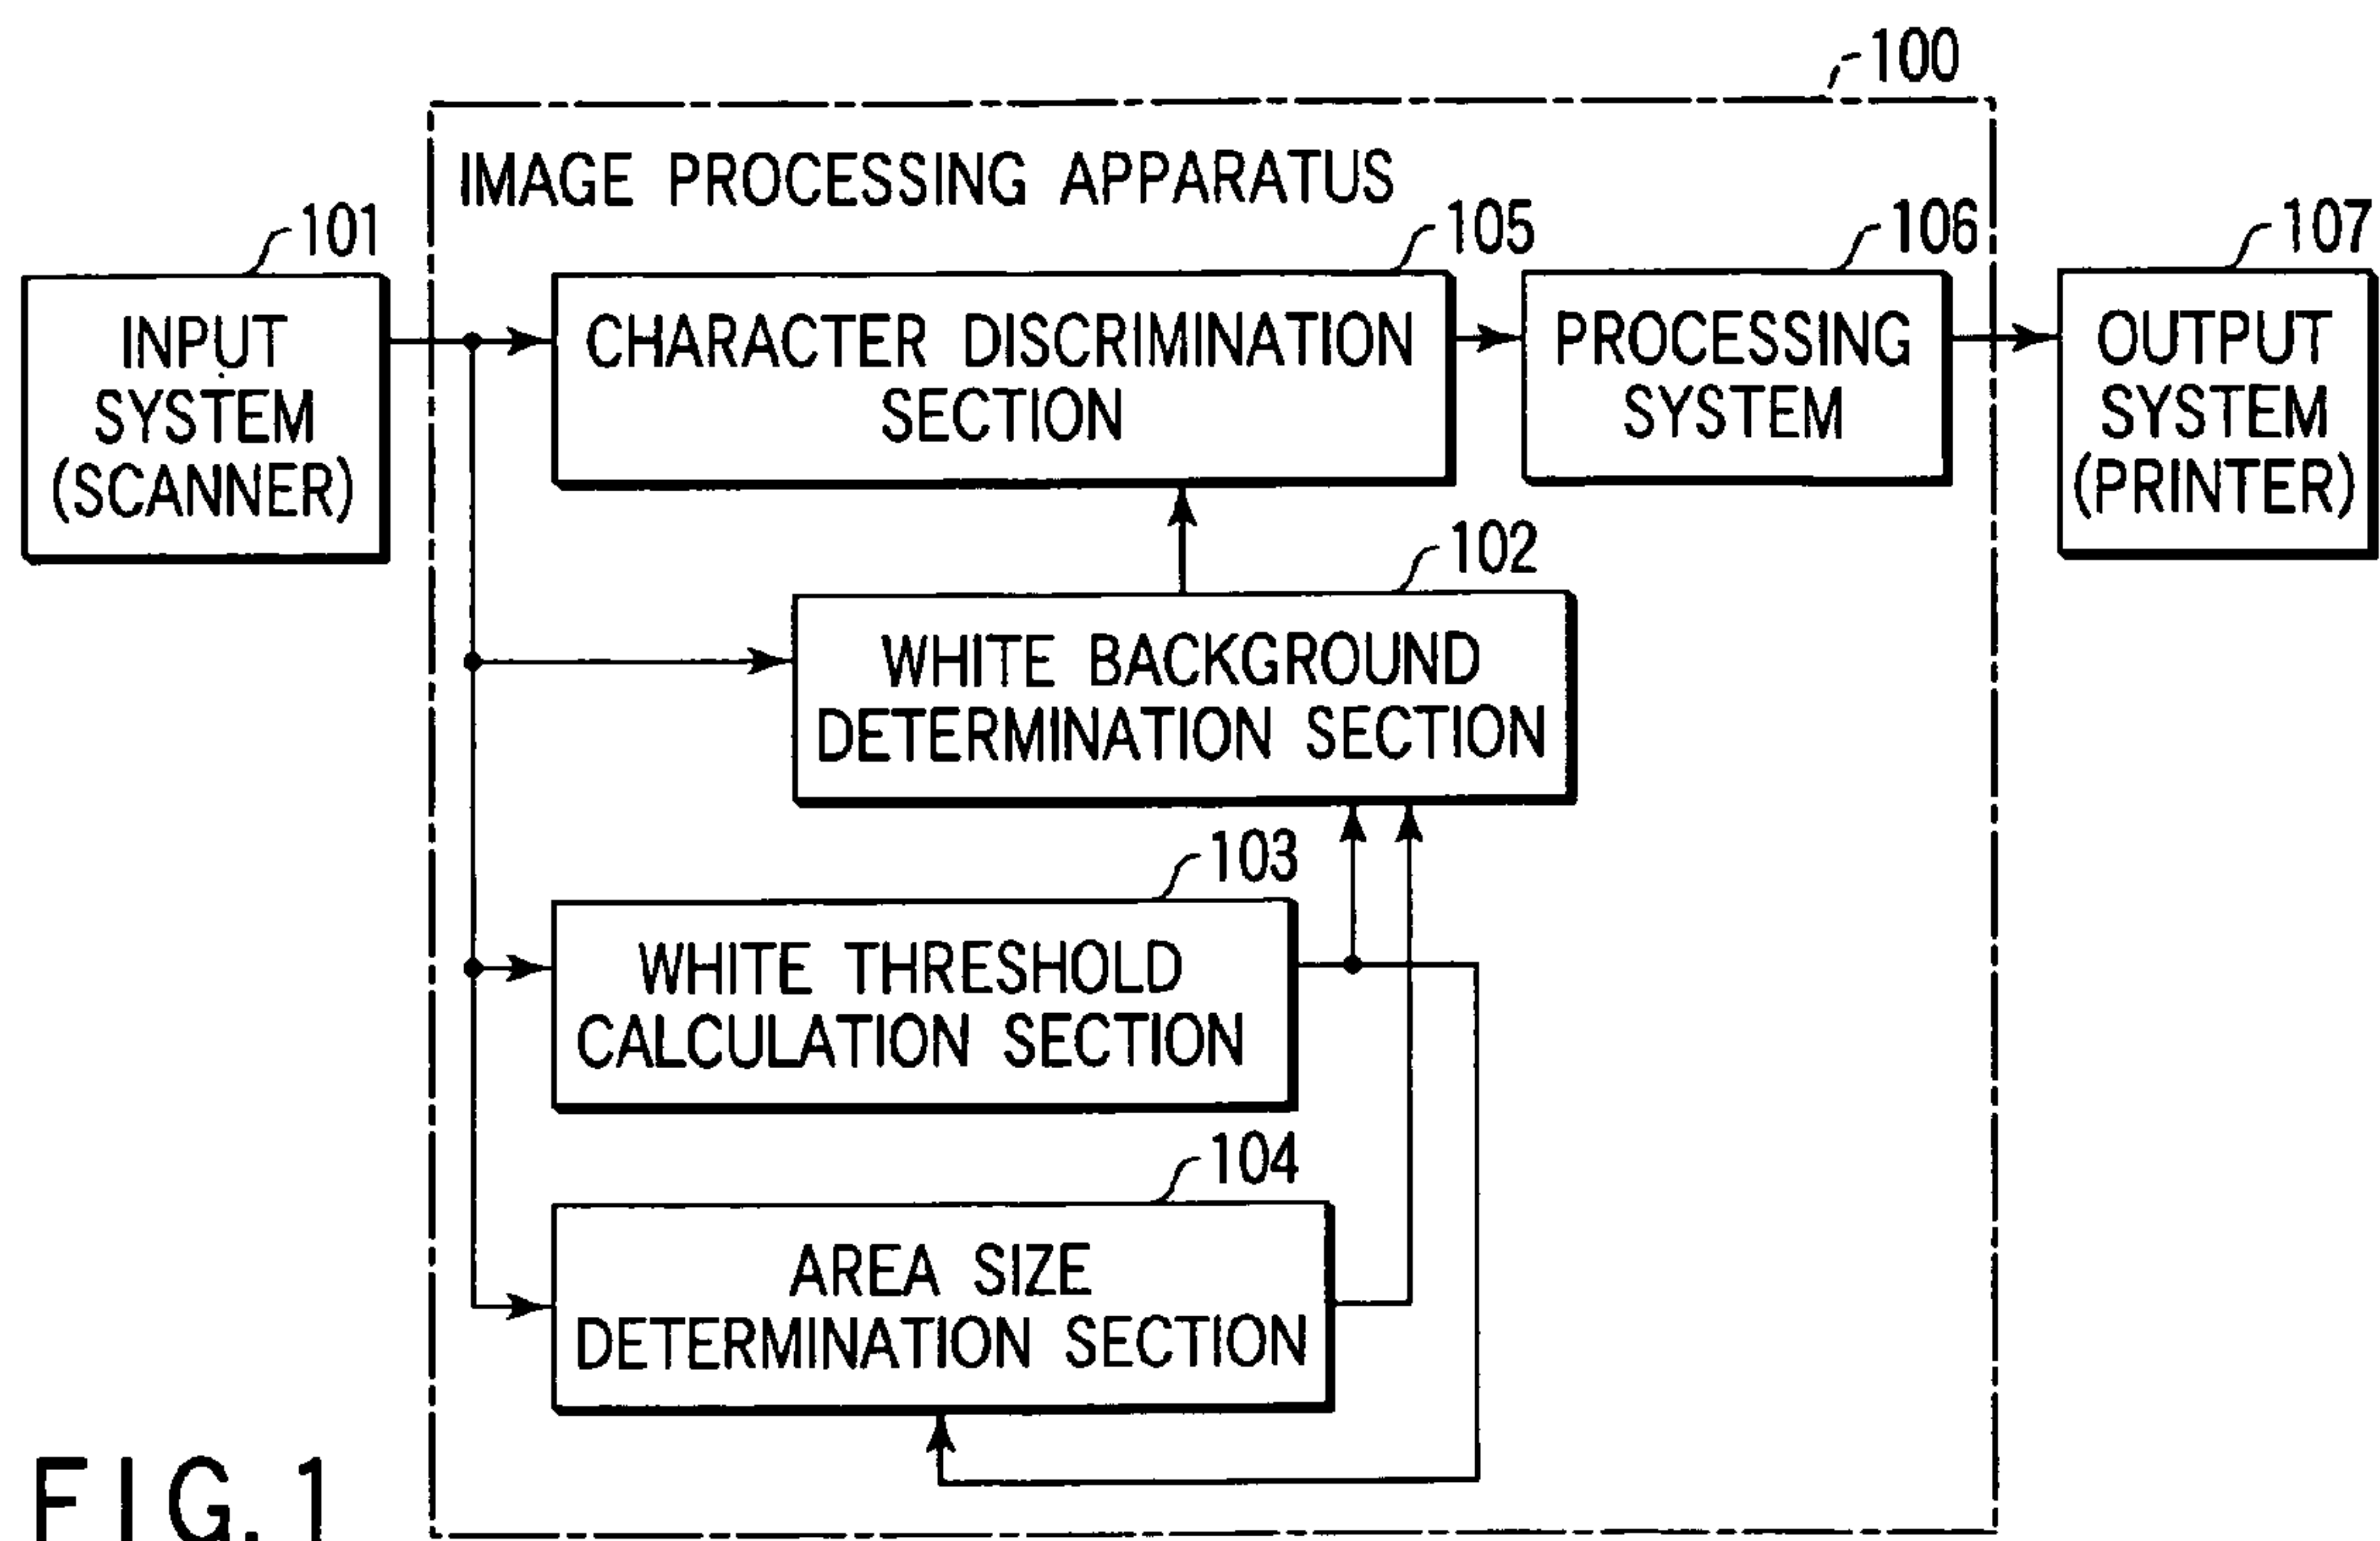 100
IMAGE PROCESSING APPARATUS
101
105
106
107
INPUT
SYSTEM
(SCANNER)
CHARACTER DISCRIMINATION
SECTION
PROCESSING
SYSTEM
OUTPUT
SYSTEM
(PRINTER)
102
WHITE BACKGROUND
DETERMINATION SECTION
103
WHITE THRESHOLD
CALCULATION SECTION
104
AREA SIZE
DETERMINATION SECTION
FIG. 1